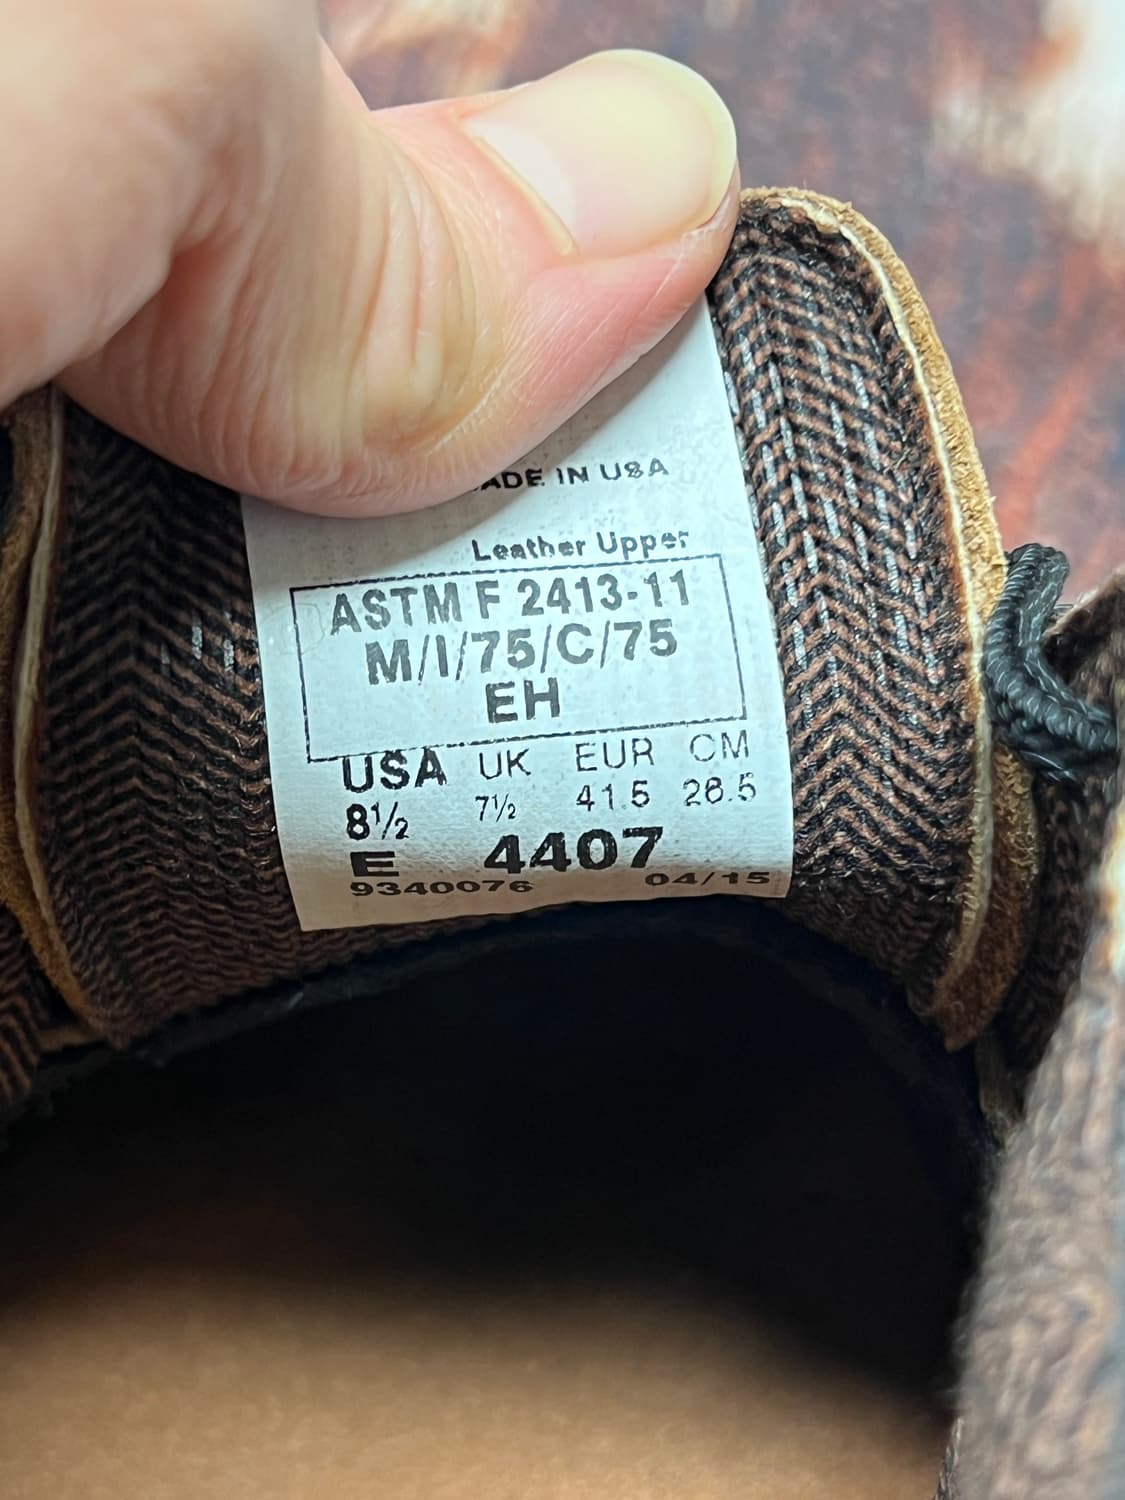 ADE IN USA
Leather Upper
ASTM F 2413-11
M/I/75/C/75
EH
USA UK EUR CM
8½ 7½ 41.5 26.5
E 4407
9340076 04/15